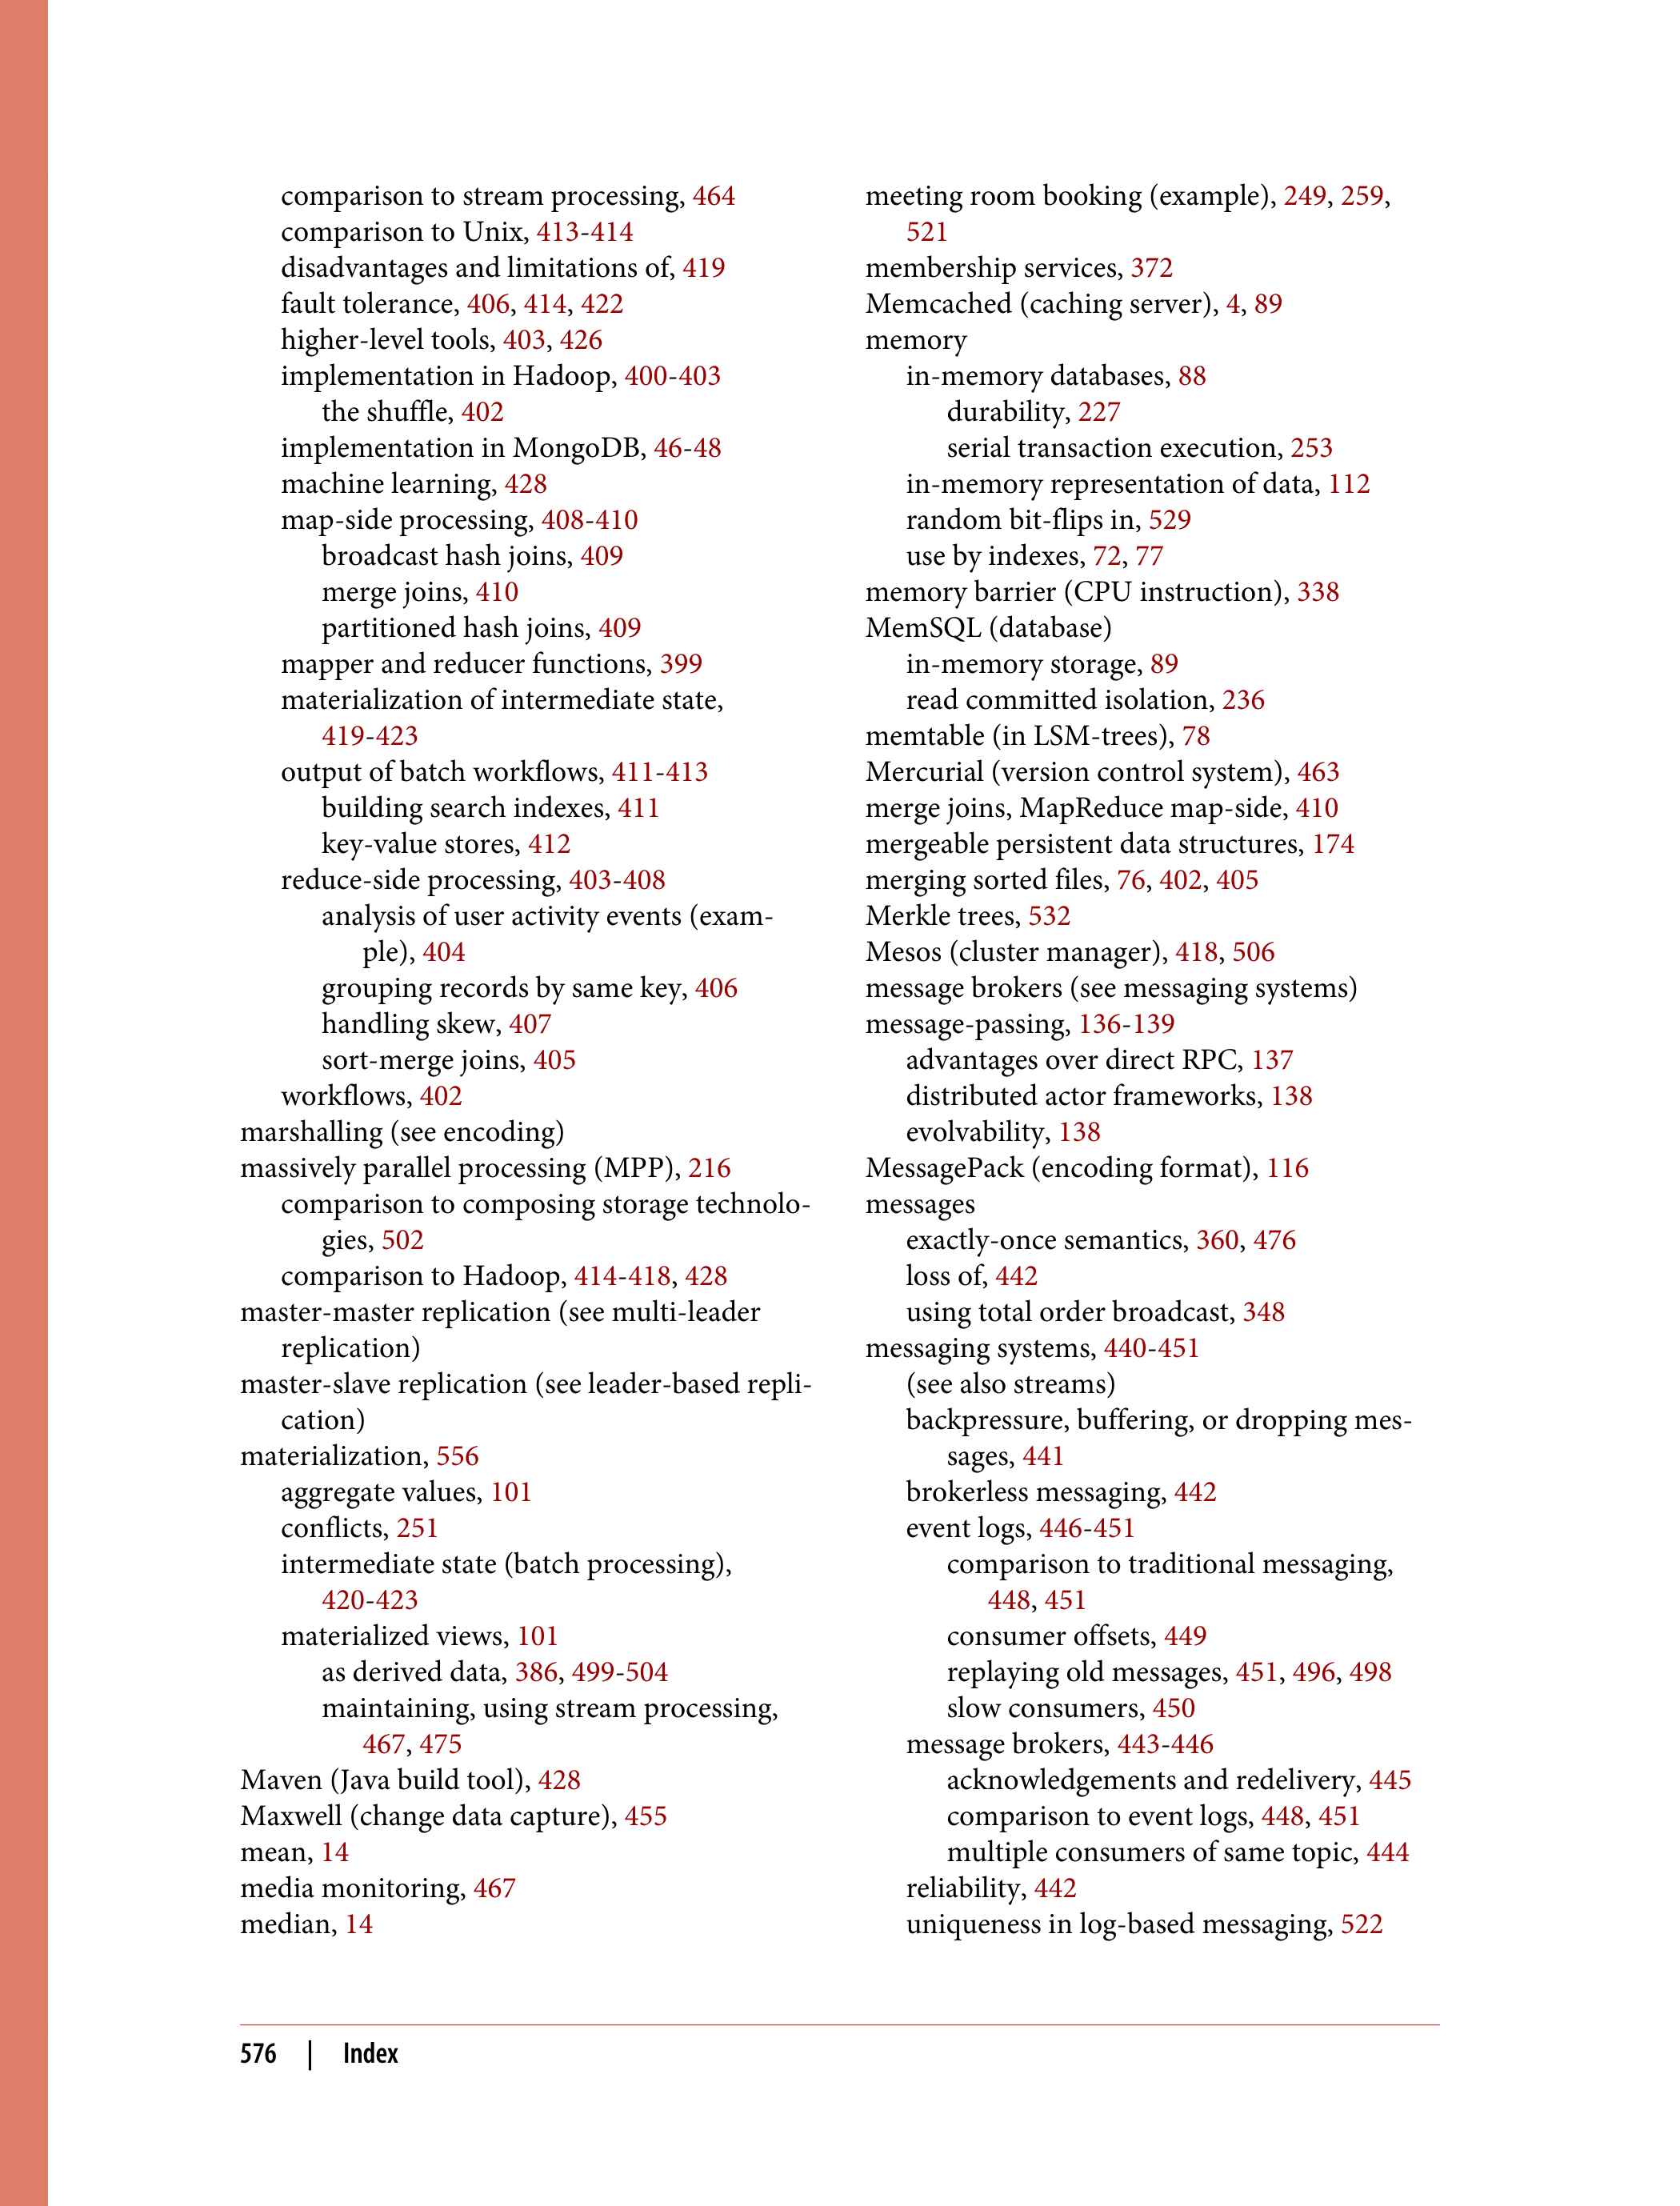 comparison to stream processing, 464
comparison to Unix, 413-414
disadvantages and limitations of, 419
fault tolerance, 406, 414, 422
higher-level tools, 403, 426
implementation in Hadoop, 400-403
the shuffle, 402
implementation in MongoDB, 46-48
machine learning, 428
map-side processing, 408-410
broadcast hash joins, 409
merge joins, 410
partitioned hash joins, 409
mapper and reducer functions, 399
materialization of intermediate state,
419-423
output of batch workflows, 411-413
building search indexes, 411
key-value stores, 412
reduce-side processing, 403-408
analysis of user activity events (exam-
ple), 404
grouping records by same key, 406
handling skew, 407
sort-merge joins, 405
workflows, 402
marshalling (see encoding)
massively parallel processing (MPP), 216
comparison to composing storage technolo-
gies, 502
comparison to Hadoop, 414-418, 428
master-master replication (see multi-leader
replication)
master-slave replication (see leader-based repli-
cation)
materialization, 556
aggregate values, 101
conflicts, 251
intermediate state (batch processing),
420-423
materialized views, 101
as derived data, 386, 499-504
maintaining, using stream processing,
467, 475
Maven (Java build tool), 428
Maxwell (change data capture), 455
mean, 14
media monitoring, 467
median, 14
meeting room booking (example), 249, 259,
521
membership services, 372
Memcached (caching server), 4, 89
memory
in-memory databases, 88
durability, 227
serial transaction execution, 253
in-memory representation of data, 112
random bit-flips in, 529
use by indexes, 72, 77
memory barrier (CPU instruction), 338
MemSQL (database)
in-memory storage, 89
read committed isolation, 236
memtable (in LSM-trees), 78
Mercurial (version control system), 463
merge joins, MapReduce map-side, 410
mergeable persistent data structures, 174
merging sorted files, 76, 402, 405
Merkle trees, 532
Mesos (cluster manager), 418, 506
message brokers (see messaging systems)
message-passing, 136-139
advantages over direct RPC, 137
distributed actor frameworks, 138
evolvability, 138
MessagePack (encoding format), 116
messages
exactly-once semantics, 360, 476
loss of, 442
using total order broadcast, 348
messaging systems, 440-451
(see also streams)
backpressure, buffering, or dropping mes-
sages, 441
brokerless messaging, 442
event logs, 446-451
comparison to traditional messaging,
448, 451
consumer offsets, 449
replaying old messages, 451, 496, 498
slow consumers, 450
message brokers, 443-446
acknowledgements and redelivery, 445
comparison to event logs, 448, 451
multiple consumers of same topic, 444
reliability, 442
uniqueness in log-based messaging, 522
576 | Index